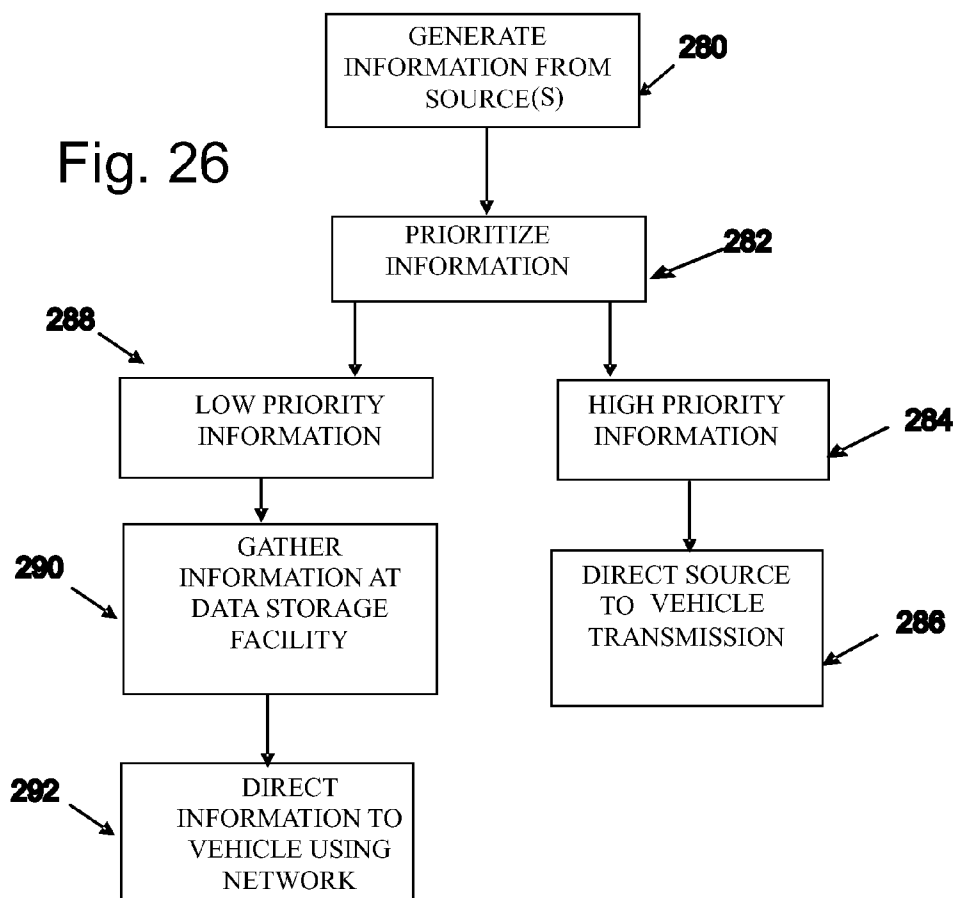 GENERATE
INFORMATION FROM
SOURCE(S)
280
Fig. 26
PRIORITIZE
INFORMATION
282
288
LOW PRIORITY
INFORMATION
HIGH PRIORITY
INFORMATION
284
290
GATHER
INFORMATION AT
DATA STORAGE
FACILITY
DIRECT SOURCE
TO VEHICLE
TRANSMISSION
286
292
DIRECT
INFORMATION TO
VEHICLE USING
NETWORK